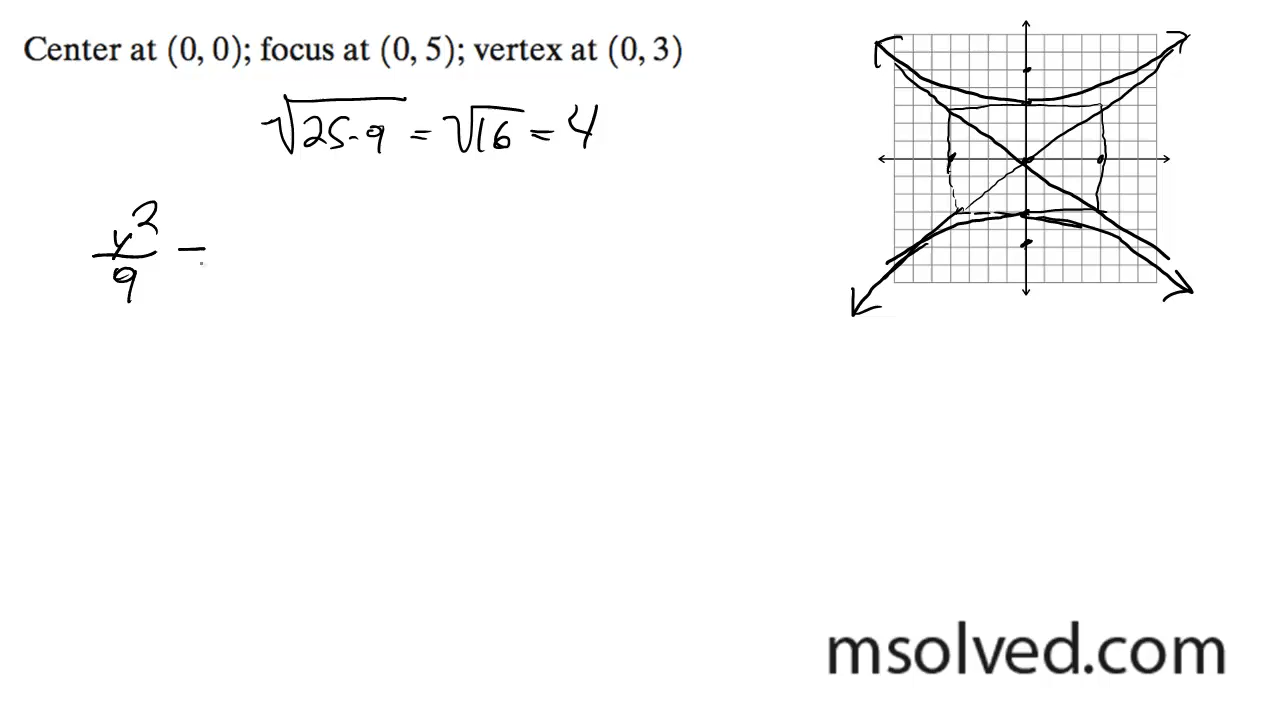 Center at (0, 0); focus at (0, 5); vertex at (0, 3)
√25-9 = √16 = 4
y²/9 −
msolved.com